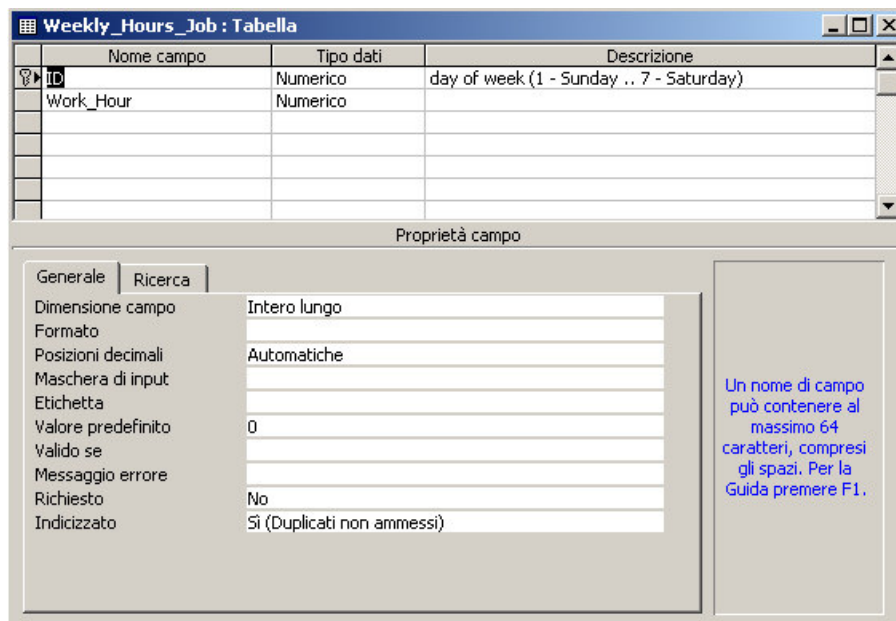 Weekly_Hours_Job : Tabella
Nome campo Tipo dati Descrizione
ID Numerico day of week (1 - Sunday .. 7 - Saturday)
Work_Hour Numerico
Proprietà campo
Generale Ricerca
Dimensione campo Intero lungo
Formato
Posizioni decimali Automatiche
Maschera di input
Etichetta
Valore predefinito 0
Valido se
Messaggio errore
Richiesto No
Indicizzato Sì (Duplicati non ammessi)
Un nome di campo
può contenere al
massimo 64
caratteri, compresi
gli spazi. Per la
Guida premere F1.